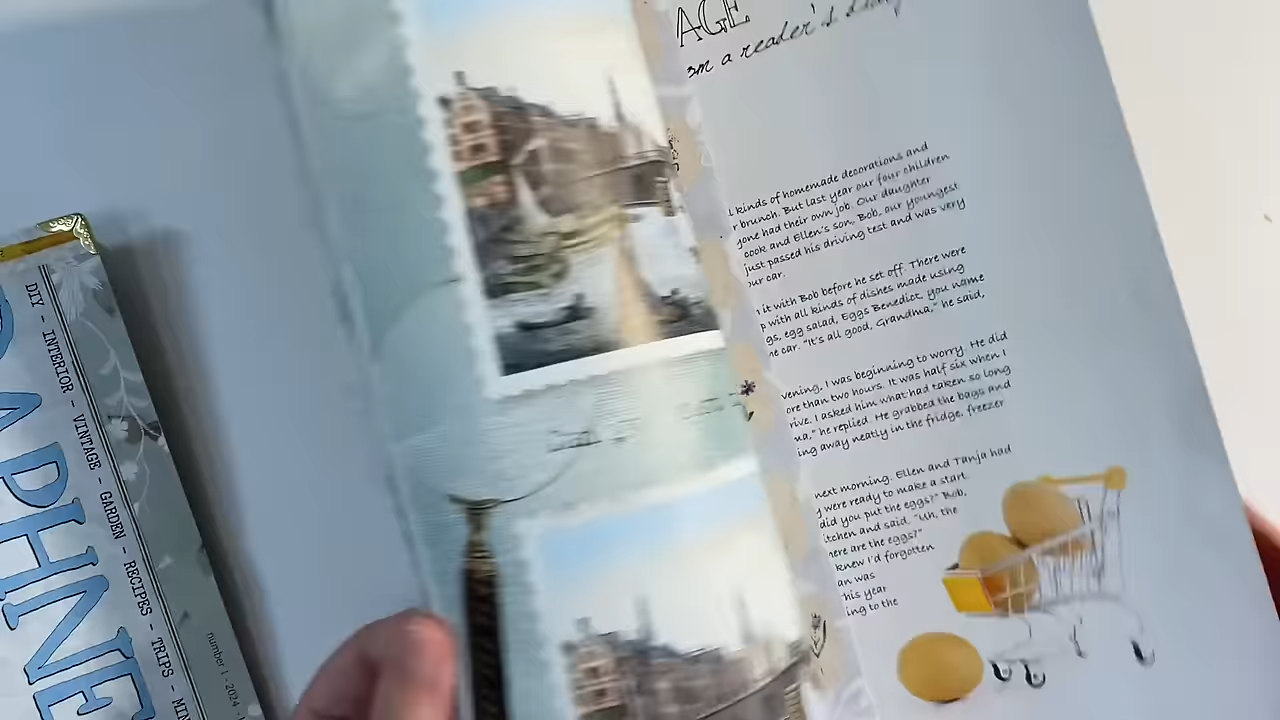 AGE
om a reader's diary
l kinds of homemade decorations and
r brunch. But last year our four children
yone had their own job. Our daughter
cook and Ellen's son, Bob, our youngest
just passed his driving test and was very
our car.
it with Bob before he set off. There were
p with all kinds of dishes made using
gs, egg salad, Eggs Benedict, you name
he car. "It's all good, Grandma," he said,
vening, I was beginning to worry. He did
ore than two hours. It was half six when I
rive. I asked him what had taken so long
ma," he replied. He grabbed the bags and
ing away neatly in the fridge, freezer
next morning. Ellen and Tanja had
y were ready to make a start.
did you put the eggs?" Bob,
itchen and said, "Uh, the
ere are the eggs?"
knew I'd forgotten
an was
his year
ing to the
DAPHNE
DIY - INTERIOR - VINTAGE - GARDEN - RECIPES - TRIPS - MIN
number 1 - 2024 -